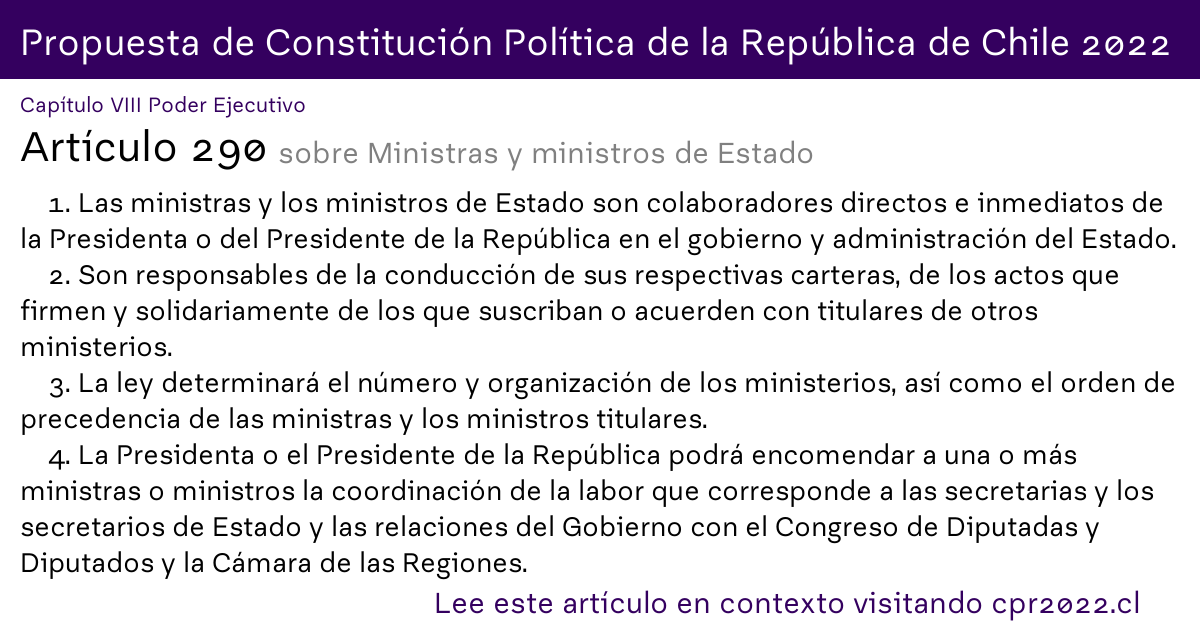 Propuesta de Constitución Política de la República de Chile 2022
Capítulo VIII Poder Ejecutivo
Artículo 290 sobre Ministras y ministros de Estado
1. Las ministras y los ministros de Estado son colaboradores directos e inmediatos de
la Presidenta o del Presidente de la República en el gobierno y administración del Estado.
2. Son responsables de la conducción de sus respectivas carteras, de los actos que
firmen y solidariamente de los que suscriban o acuerden con titulares de otros
ministerios.
3. La ley determinará el número y organización de los ministerios, así como el orden de
precedencia de las ministras y los ministros titulares.
4. La Presidenta o el Presidente de la República podrá encomendar a una o más
ministras o ministros la coordinación de la labor que corresponde a las secretarias y los
secretarios de Estado y las relaciones del Gobierno con el Congreso de Diputadas y
Diputados y la Cámara de las Regiones.
Lee este artículo en contexto visitando cpr2022.cl